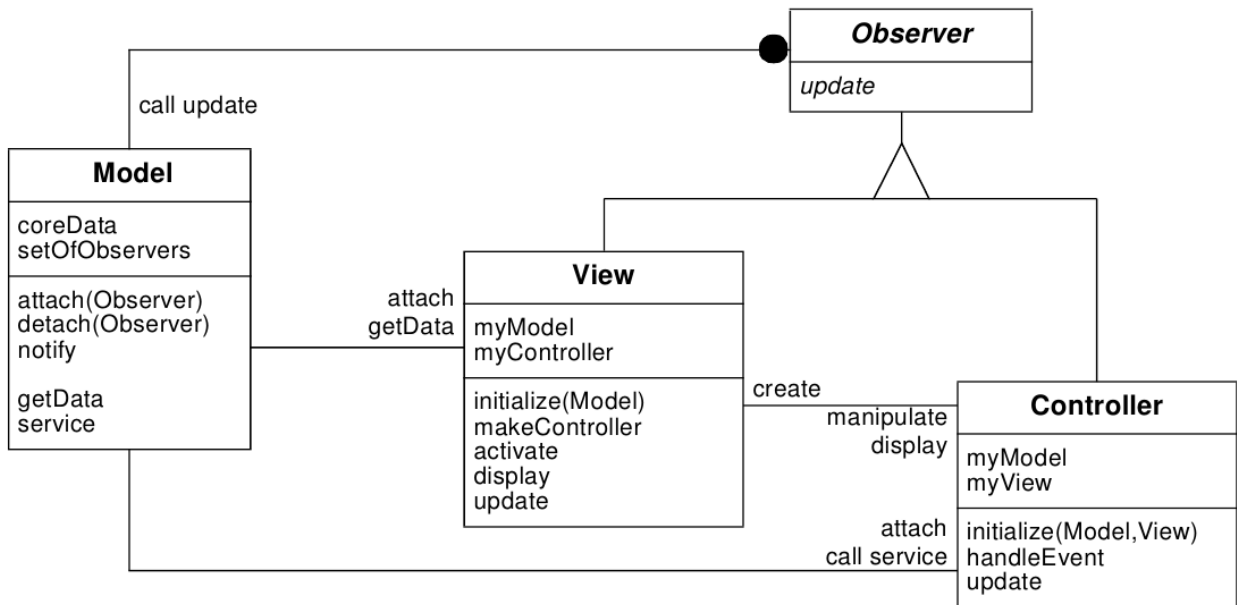 Observer
update
call update
Model
coreData
setOfObservers
attach(Observer)
detach(Observer)
notify
getData
service
attach
getData
View
myModel
myController
initialize(Model)
makeController
activate
display
update
create
manipulate
display
Controller
myModel
myView
attach
call service
initialize(Model,View)
handleEvent
update